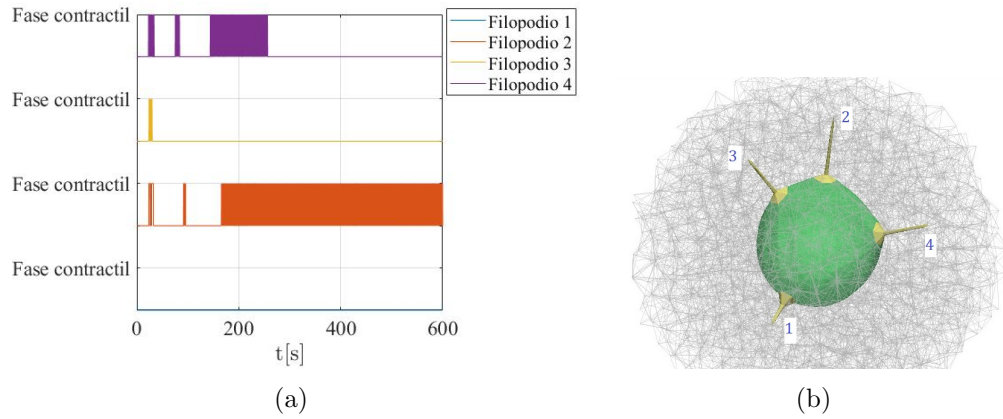 Fase contractil
Fase contractil
Fase contractil
Fase contractil
0
200
400
600
t[s]
Filopodio 1
Filopodio 2
Filopodio 3
Filopodio 4
(a)
2
3
4
1
(b)